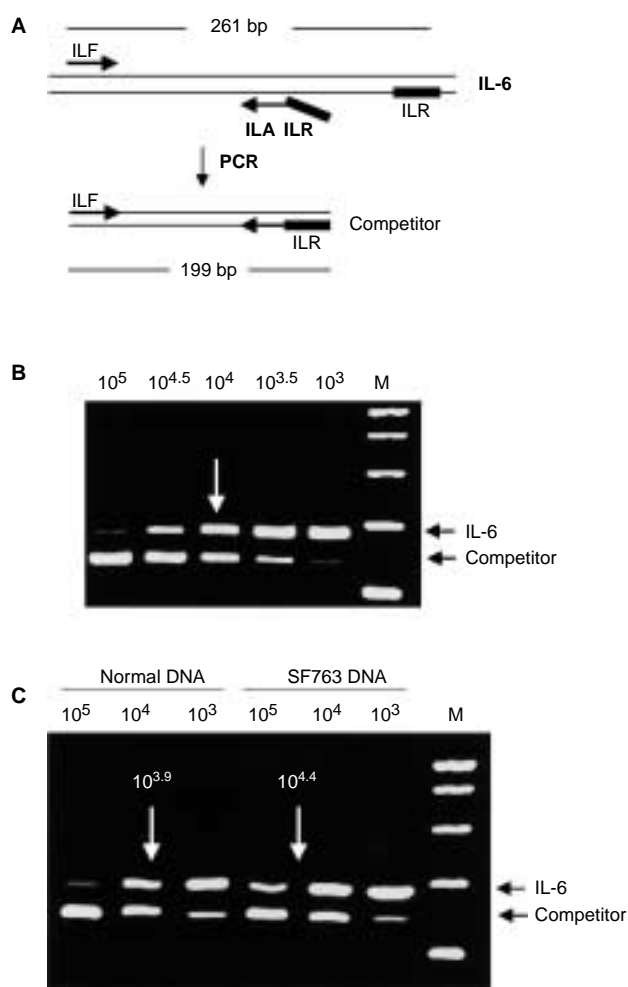 A
261 bp
ILF
IL-6
ILR
ILA ILR
PCR
ILF
Competitor
ILR
199 bp
B
10^5 10^4.5 10^4 10^3.5 10^3 M
IL-6
Competitor
C
Normal DNA SF763 DNA
10^5 10^4 10^3 10^5 10^4 10^3 M
10^3.9 10^4.4
IL-6
Competitor